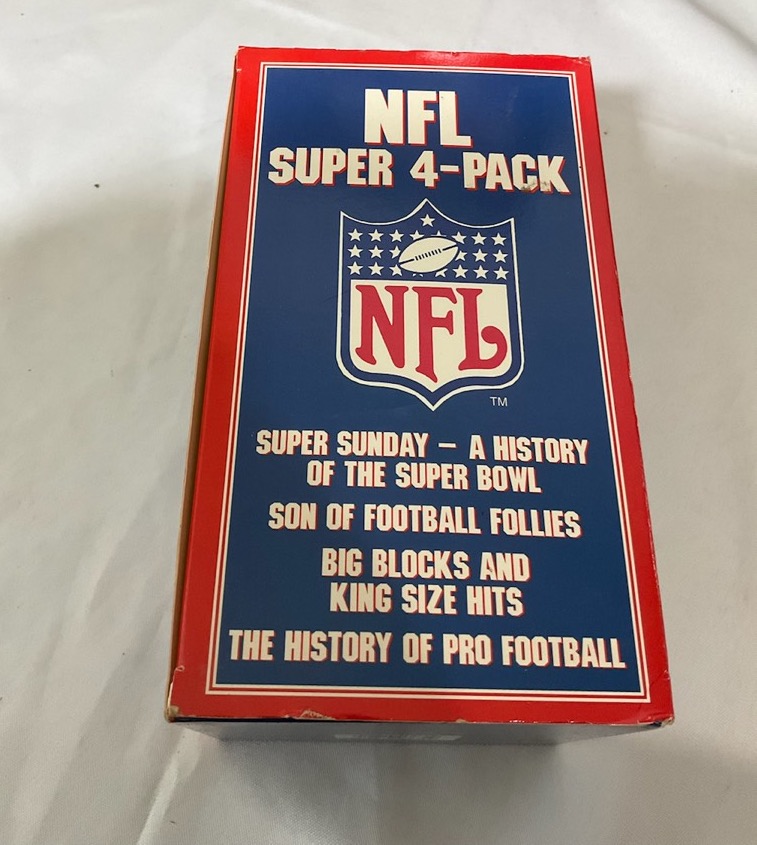 NFL
SUPER 4-PACK
NFL
TM
SUPER SUNDAY – A HISTORY
OF THE SUPER BOWL
SON OF FOOTBALL FOLLIES
BIG BLOCKS AND
KING SIZE HITS
THE HISTORY OF PRO FOOTBALL